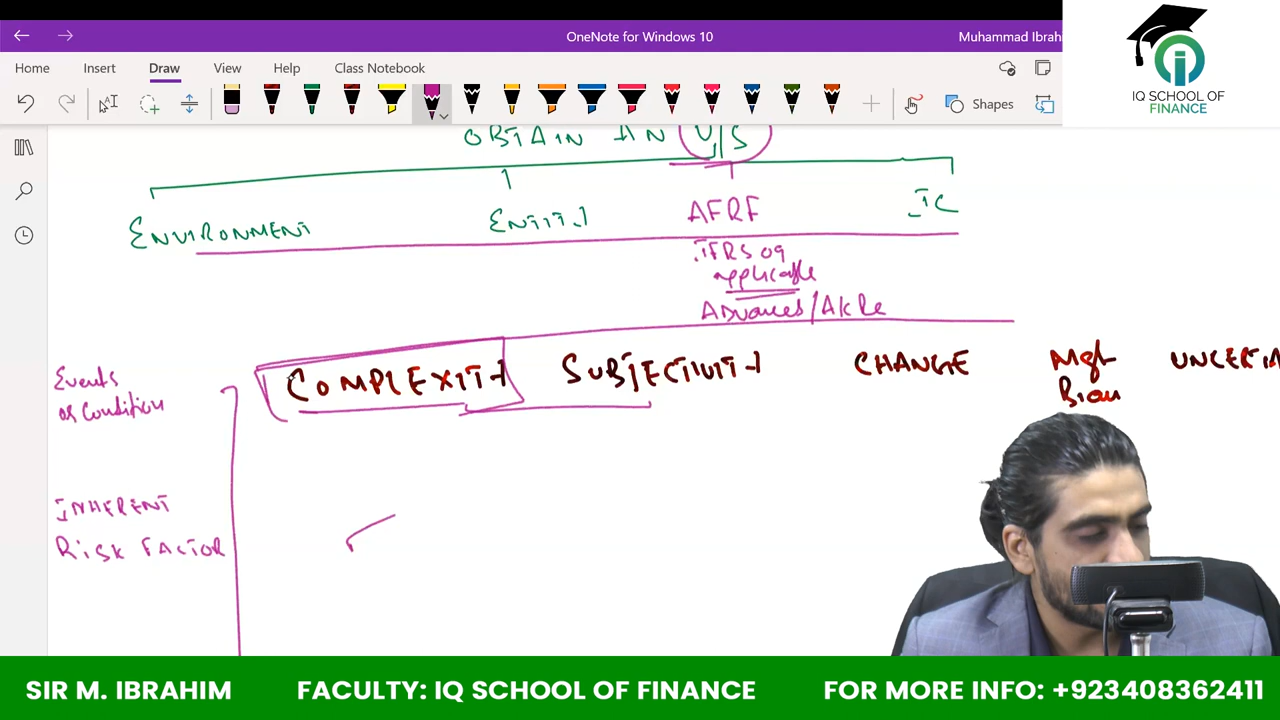 OneNote for Windows 10
Muhammad Ibrah
Home Insert Draw View Help Class Notebook
Shapes
IQ SCHOOL OF
FINANCE
OBTAIN AN U/S
ENVIRONMENT ENTITY AFRF IC
IFRS 09
applicable
Advances/A/c Re
COMPLEXITY SUBJECTIVITY CHANGE Mgt UNCERTA
Bias
Events
or Condition
INHERENT
RISK FACTOR
SIR M. IBRAHIM FACULTY: IQ SCHOOL OF FINANCE FOR MORE INFO: +923408362411